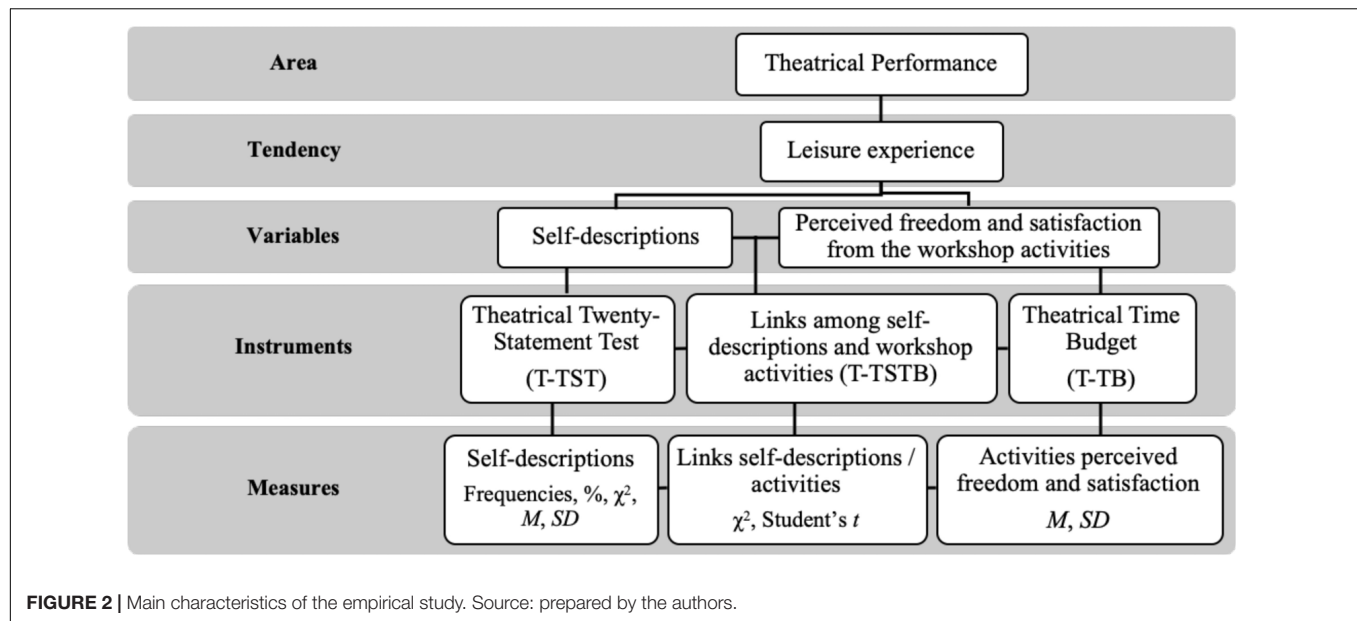 Area
Theatrical Performance
Tendency
Leisure experience
Variables
Self-descriptions
Perceived freedom and satisfaction
from the workshop activities
Instruments
Theatrical Twenty-
Statement Test
(T-TST)
Links among self-
descriptions and workshop
activities (T-TSTB)
Theatrical Time
Budget
(T-TB)
Measures
Self-descriptions
Frequencies, %, χ²,
M, SD
Links self-descriptions /
activities
χ², Student's t
Activities perceived
freedom and satisfaction
M, SD
FIGURE 2 | Main characteristics of the empirical study. Source: prepared by the authors.